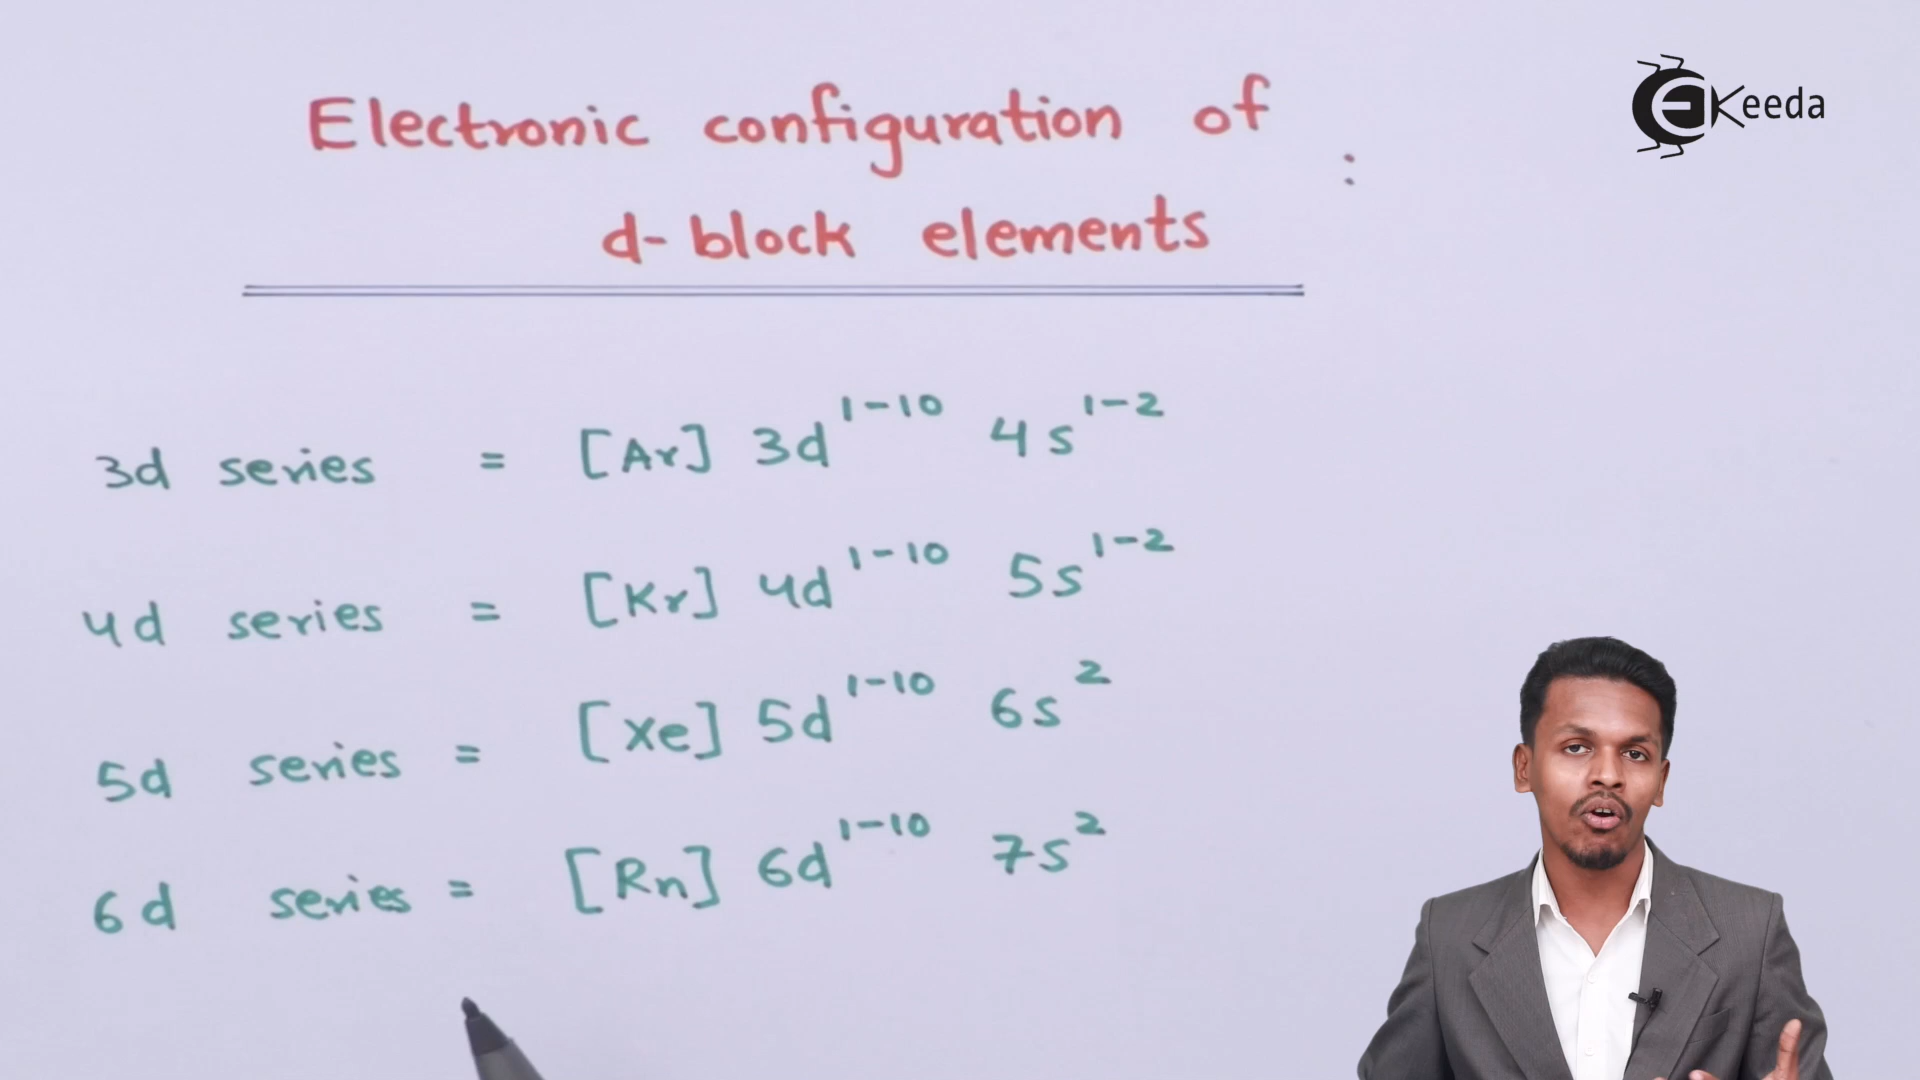 Electronic configuration of
d-block elements :
3d series = [Ar] 3d¹⁻¹⁰ 4s¹⁻²
4d series = [Kr] 4d¹⁻¹⁰ 5s¹⁻²
5d series = [Xe] 5d¹⁻¹⁰ 6s²
6d series = [Rn] 6d¹⁻¹⁰ 7s²
EKeeda